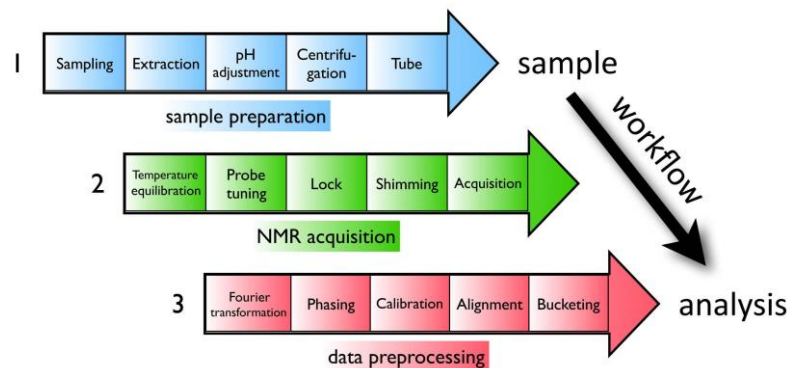 1
Sampling
Extraction
pH
adjustment
Centrifu-
gation
Tube
sample
sample preparation
workflow
2
Temperature
equilibration
Probe
tuning
Lock
Shimming
Acquisition
NMR acquisition
3
Fourier
transformation
Phasing
Calibration
Alignment
Bucketing
analysis
data preprocessing